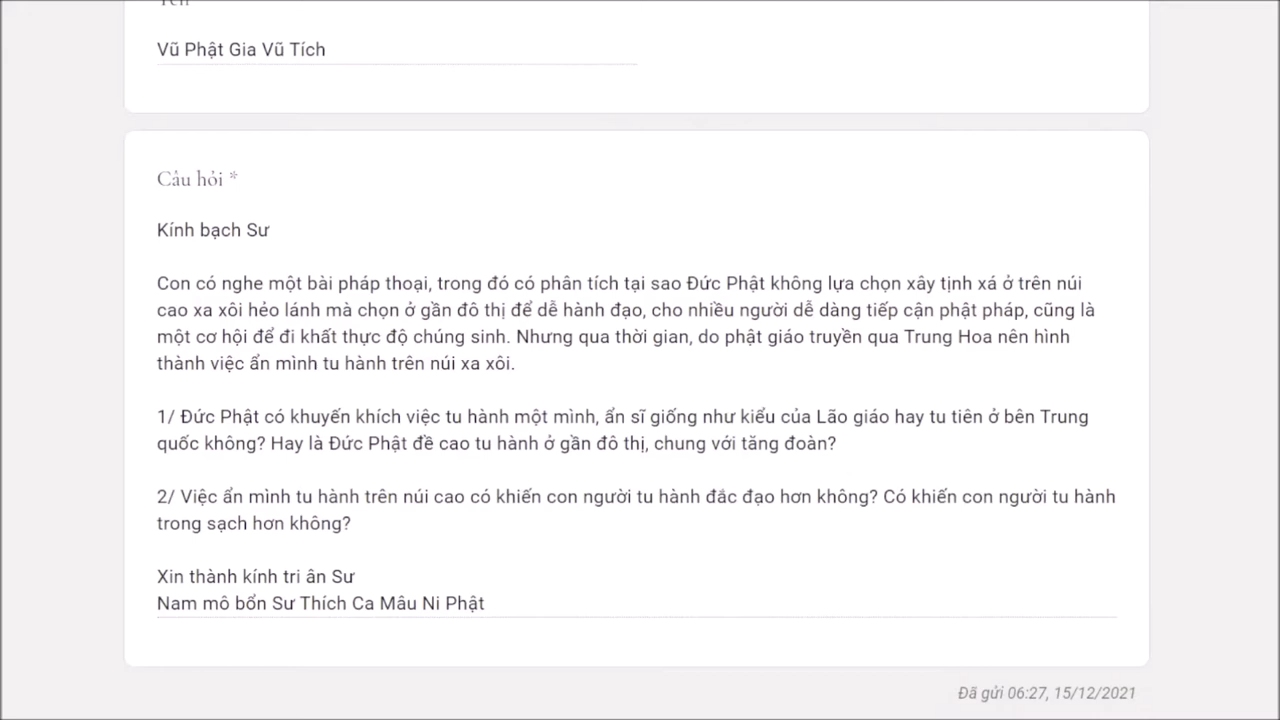 Tên
Vũ Phật Gia Vũ Tích
Câu hỏi *
Kính bạch Sư
Con có nghe một bài pháp thoại, trong đó có phân tích tại sao Đức Phật không lựa chọn xây tịnh xá ở trên núi
cao xa xôi hẻo lánh mà chọn ở gần đô thị để dễ hành đạo, cho nhiều người dễ dàng tiếp cận phật pháp, cũng là
một cơ hội để đi khất thực độ chúng sinh. Nhưng qua thời gian, do phật giáo truyền qua Trung Hoa nên hình
thành việc ẩn mình tu hành trên núi xa xôi.
1/ Đức Phật có khuyến khích việc tu hành một mình, ẩn sĩ giống như kiểu của Lão giáo hay tu tiên ở bên Trung
quốc không? Hay là Đức Phật đề cao tu hành ở gần đô thị, chung với tăng đoàn?
2/ Việc ẩn mình tu hành trên núi cao có khiến con người tu hành đắc đạo hơn không? Có khiến con người tu hành
trong sạch hơn không?
Xin thành kính tri ân Sư
Nam mô bổn Sư Thích Ca Mâu Ni Phật
Đã gửi 06:27, 15/12/2021